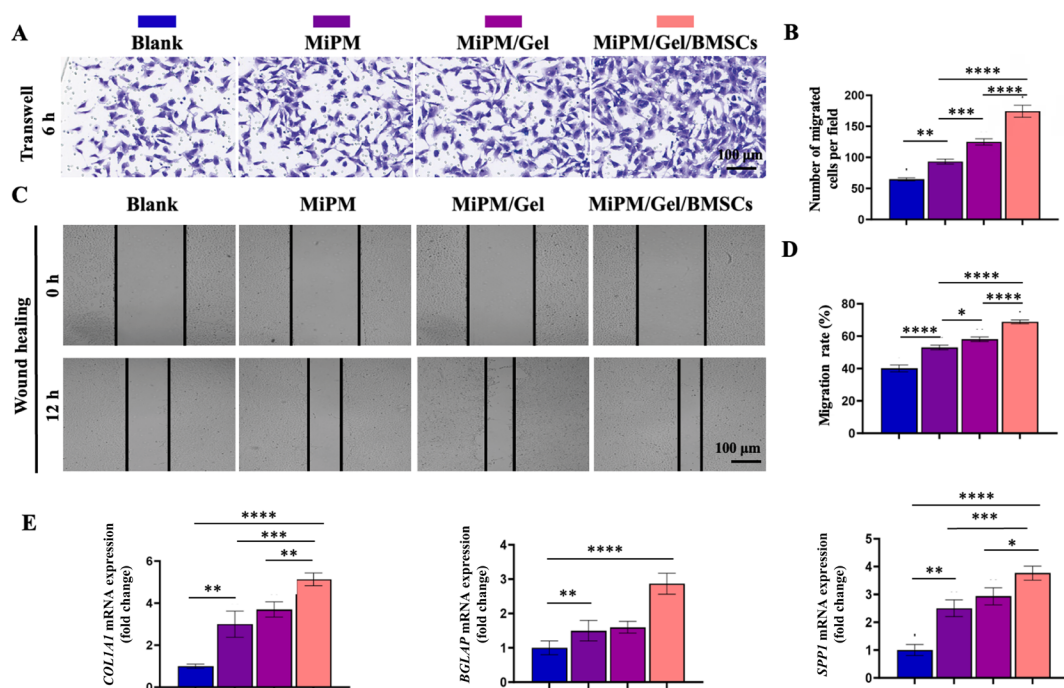 A
Blank
MiPM
MiPM/Gel
MiPM/Gel/BMSCs
Transwell
6 h
100 μm
B
Number of migrated
cells per field
200
150
100
50
0
**
***
****
****
C
Blank
MiPM
MiPM/Gel
MiPM/Gel/BMSCs
Wound healing
0 h
12 h
100 μm
D
Migration rate (%)
80
60
40
20
0
****
*
****
****
E
COL1A1 mRNA expression
(fold change)
6
4
2
0
**
**
***
****
BGLAP mRNA expression
(fold change)
4
3
2
1
0
**
****
SPP1 mRNA expression
(fold change)
5
4
3
2
1
0
**
*
***
****